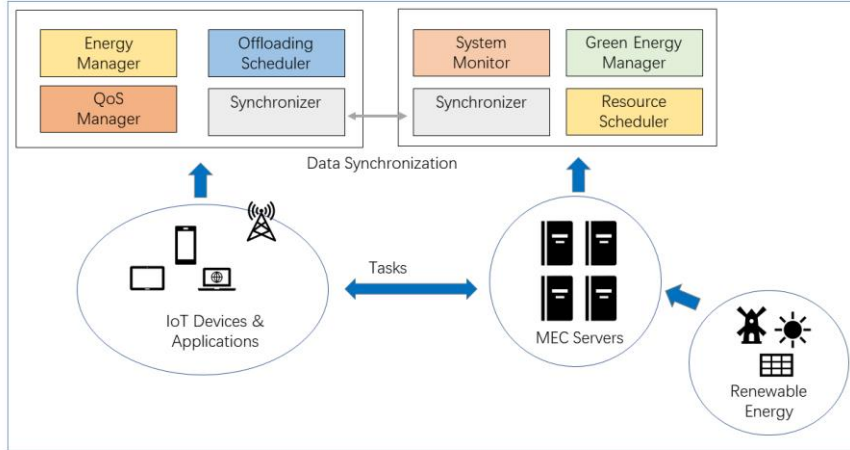 Energy
Manager
Offloading
Scheduler
QoS
Manager
Synchronizer
System
Monitor
Green Energy
Manager
Synchronizer
Resource
Scheduler
Data Synchronization
Tasks
IoT Devices &
Applications
MEC Servers
Renewable
Energy